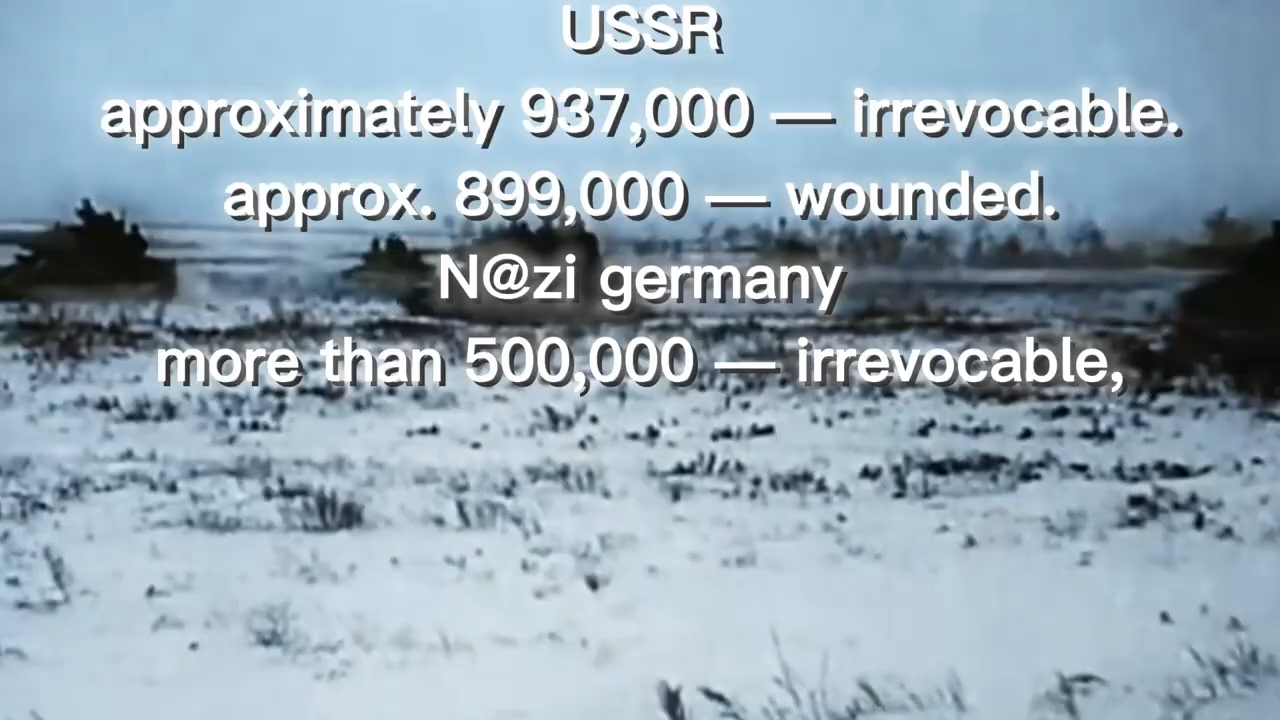 USSR
approximately 937,000 — irrevocable.
approx. 899,000 — wounded.
N@zi germany
more than 500,000 — irrevocable,